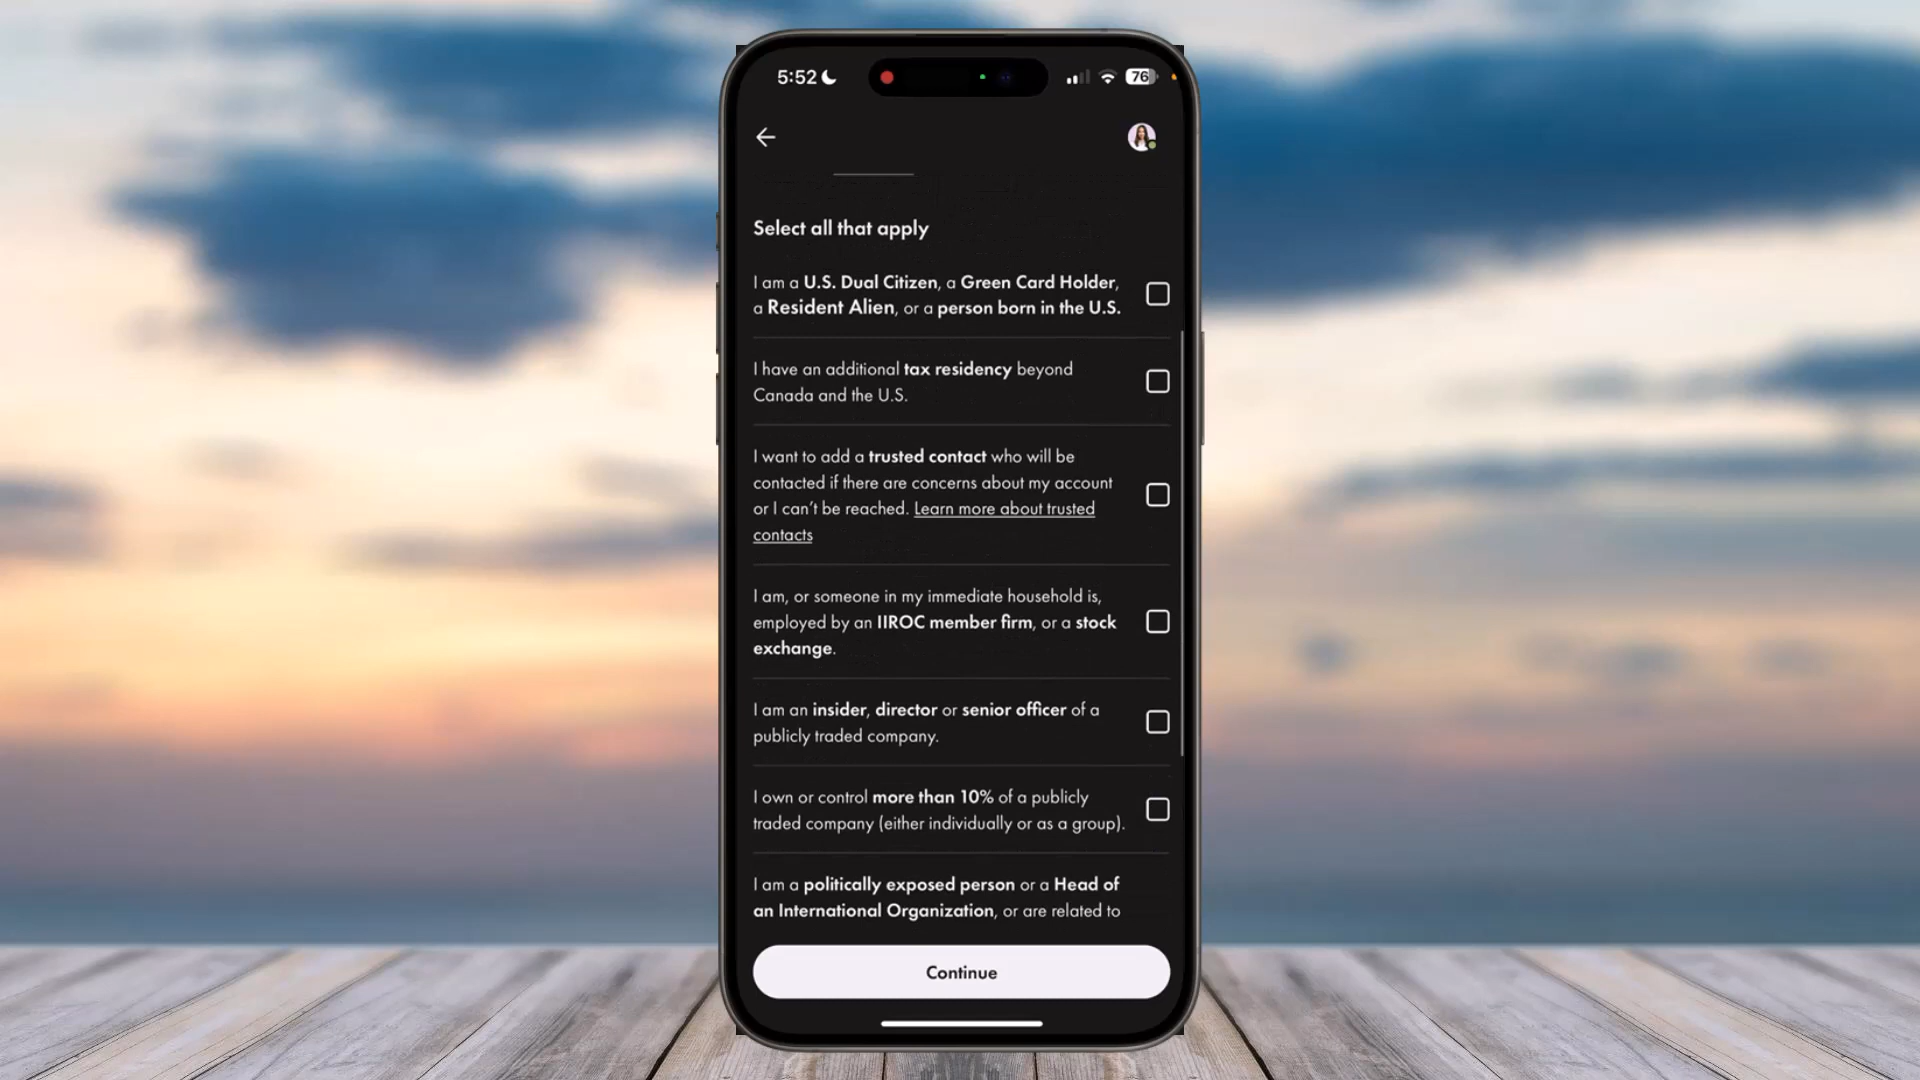 5:52
76
Select all that apply
I am a U.S. Dual Citizen, a Green Card Holder,
a Resident Alien, or a person born in the U.S.
I have an additional tax residency beyond
Canada and the U.S.
I want to add a trusted contact who will be
contacted if there are concerns about my account
or I can't be reached. Learn more about trusted
contacts
I am, or someone in my immediate household is,
employed by an IIROC member firm, or a stock
exchange.
I am an insider, director or senior officer of a
publicly traded company.
I own or control more than 10% of a publicly
traded company (either individually or as a group).
I am a politically exposed person or a Head of
an International Organization, or are related to
Continue